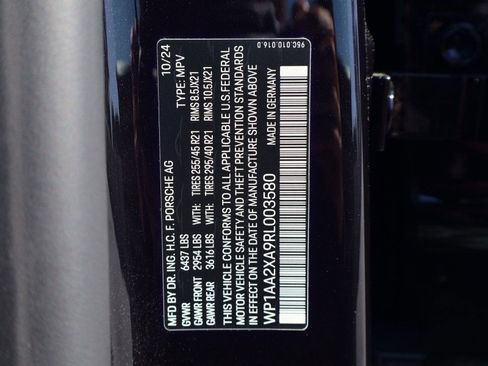 MFD BY DR. ING. H.C. F. PORSCHE AG 10/24
GVWR 6437 LBS TYPE: MPV
GAWR FRONT 2954 LBS WITH: TIRES 255/45 R21 RIMS 8.5JX21
GAWR REAR 3616 LBS WITH: TIRES 295/40 R21 RIMS 10.5JX21
THIS VEHICLE CONFORMS TO ALL APPLICABLE U.S. FEDERAL
MOTOR VEHICLE SAFETY AND THEFT PREVENTION STANDARDS
IN EFFECT ON THE DATE OF MANUFACTURE SHOWN ABOVE
WP1AA2XA9RL003580 MADE IN GERMANY
95C.010.016.D